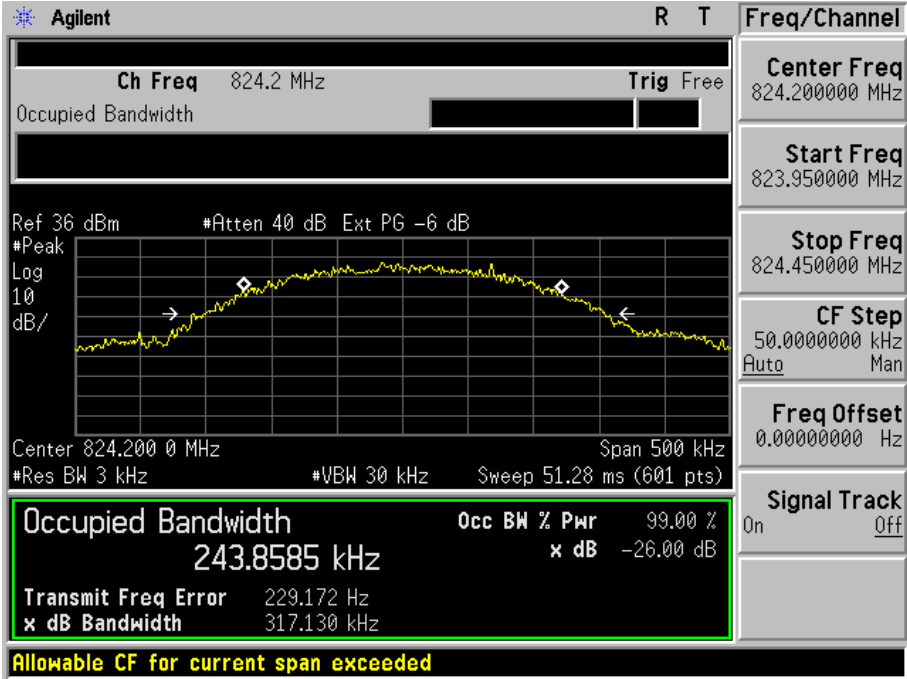 Agilent
R T
Freq/Channel
Ch Freq 824.2 MHz
Trig Free
Occupied Bandwidth
Center Freq
824.200000 MHz
Start Freq
823.950000 MHz
Stop Freq
824.450000 MHz
CF Step
50.0000000 kHz
Auto Man
Freq Offset
0.00000000 Hz
Signal Track
On Off
Ref 36 dBm #Atten 40 dB Ext PG -6 dB
#Peak
Log
10
dB/
Center 824.200 0 MHz Span 500 kHz
#Res BW 3 kHz #VBW 30 kHz Sweep 51.28 ms (601 pts)
Occupied Bandwidth
243.8585 kHz
Occ BW % Pwr 99.00 %
x dB -26.00 dB
Transmit Freq Error 229.172 Hz
x dB Bandwidth 317.130 kHz
Allowable CF for current span exceeded